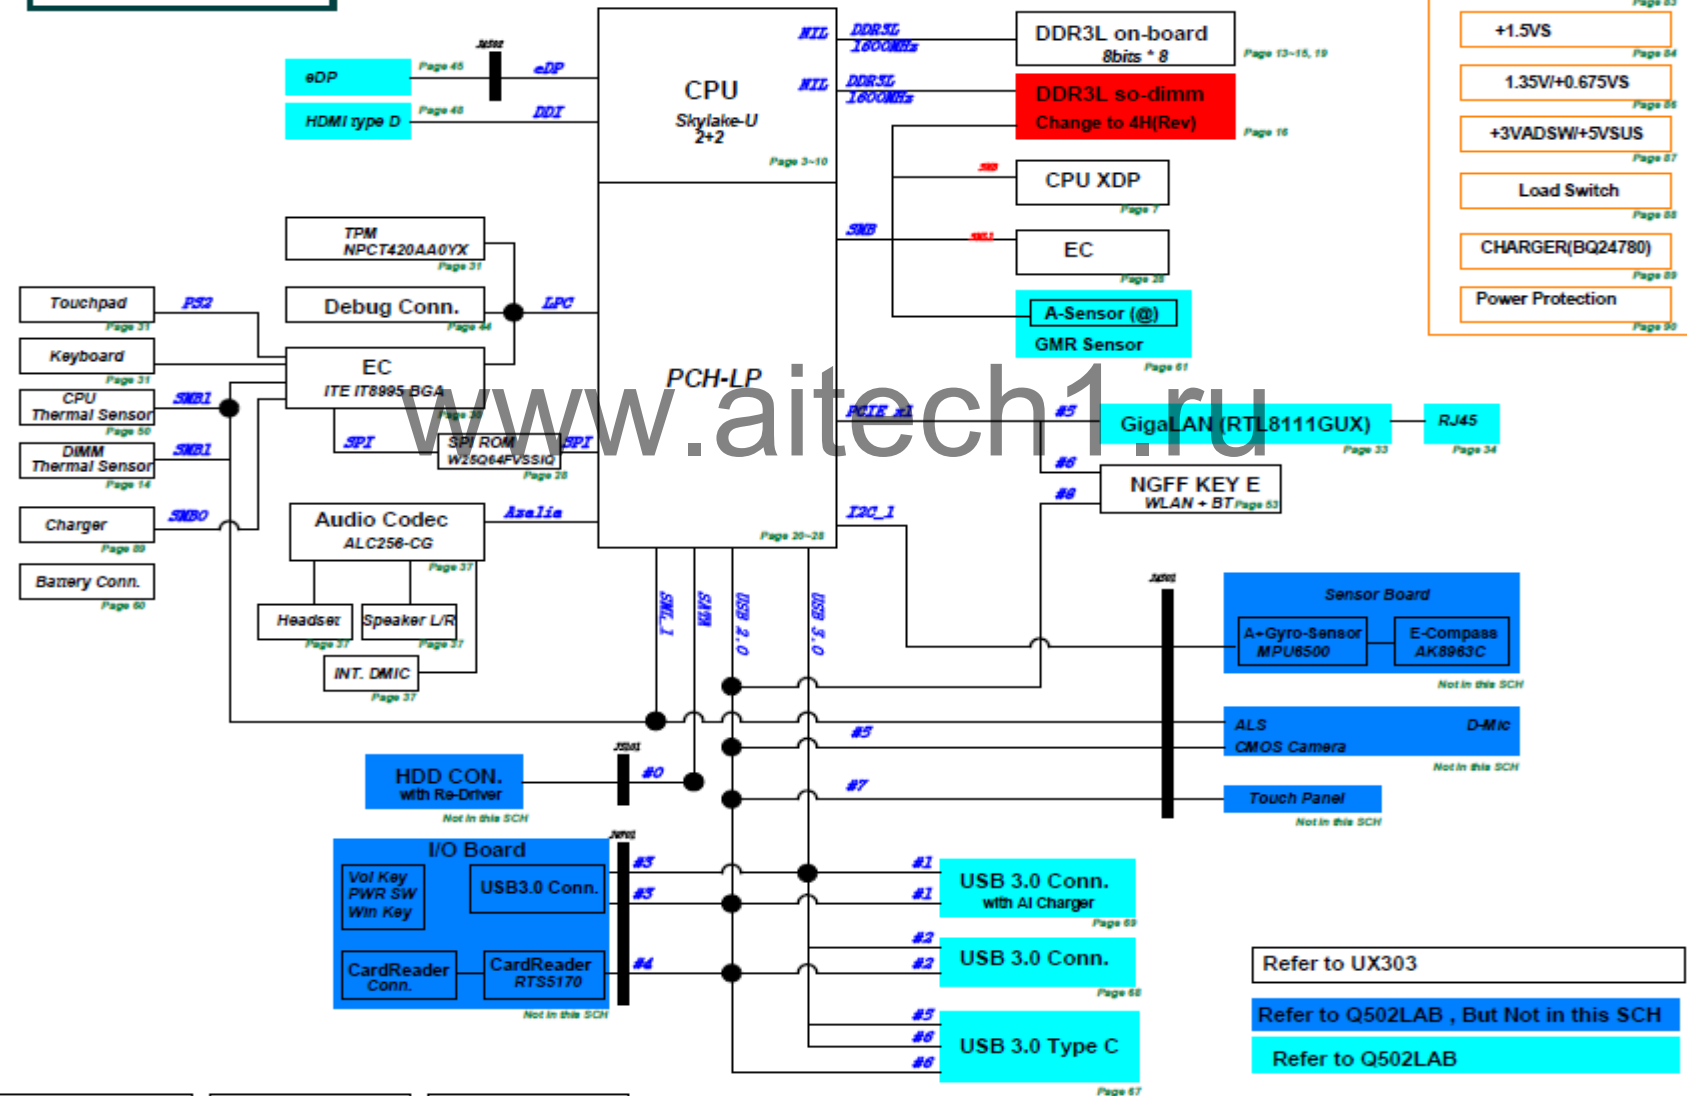 Page 83
+1.5VS
Page 84
1.35V/+0.675VS
Page 86
+3VADSW/+5VSUS
Page 87
Load Switch
Page 88
CHARGER(BQ24780)
Page 89
Power Protection
Page 90
CPU
Skylake-U
2+2
Page 3~10
PCH-LP
Page 20~28
NIL
DDR3L
1600MHz
DDR3L on-board
8bits * 8
Page 13~15, 19
NIL
DDR3L
1600MHz
DDR3L so-dimm
Change to 4H(Rev)
Page 16
SMB
CPU XDP
Page 7
SMB
SML1
EC
Page 28
A-Sensor (@)
GMR Sensor
Page 61
eDP
Page 45
eDP
HDMI type D
Page 48
DDI
TPM
NPCT420AA0YX
Page 31
Debug Conn.
Page 44
LPC
EC
ITE IT8995 BGA
Page 30
Touchpad
PS2
Page 31
Keyboard
Page 31
CPU
Thermal Sensor
SMB1
Page 50
DIMM
Thermal Sensor
SMB1
Page 14
Charger
SMB0
Page 89
Battery Conn.
Page 60
SPI
SPI ROM
W25Q64FVSSIQ
SPI
Page 28
Audio Codec
ALC256-CG
Azalia
Page 37
Headset
Page 37
Speaker L/R
Page 37
INT. DMIC
Page 37
www.aitech1.ru
PCIE x1
#5
GigaLAN (RTL8111GUX)
Page 33
RJ45
Page 34
#6
#8
NGFF KEY E
WLAN + BT
Page 53
I2C_1
SML_1
SATA
USB 2.0
USB 3.0
Sensor Board
A+Gyro-Sensor
MPU6500
E-Compass
AK8963C
Not in this SCH
ALS
D-Mic
CMOS Camera
#5
Not in this SCH
#7
Touch Panel
Not in this SCH
HDD CON.
with Re-Driver
#0
Not in this SCH
I/O Board
Vol Key
PWR SW
Win Key
USB3.0 Conn.
#3
#3
CardReader
Conn.
CardReader
RTS5170
#4
Not in this SCH
#1
#1
USB 3.0 Conn.
with AI Charger
Page 69
#2
#2
USB 3.0 Conn.
Page 68
#5
#6
#6
USB 3.0 Type C
Page 67
Refer to UX303
Refer to Q502LAB , But Not in this SCH
Refer to Q502LAB